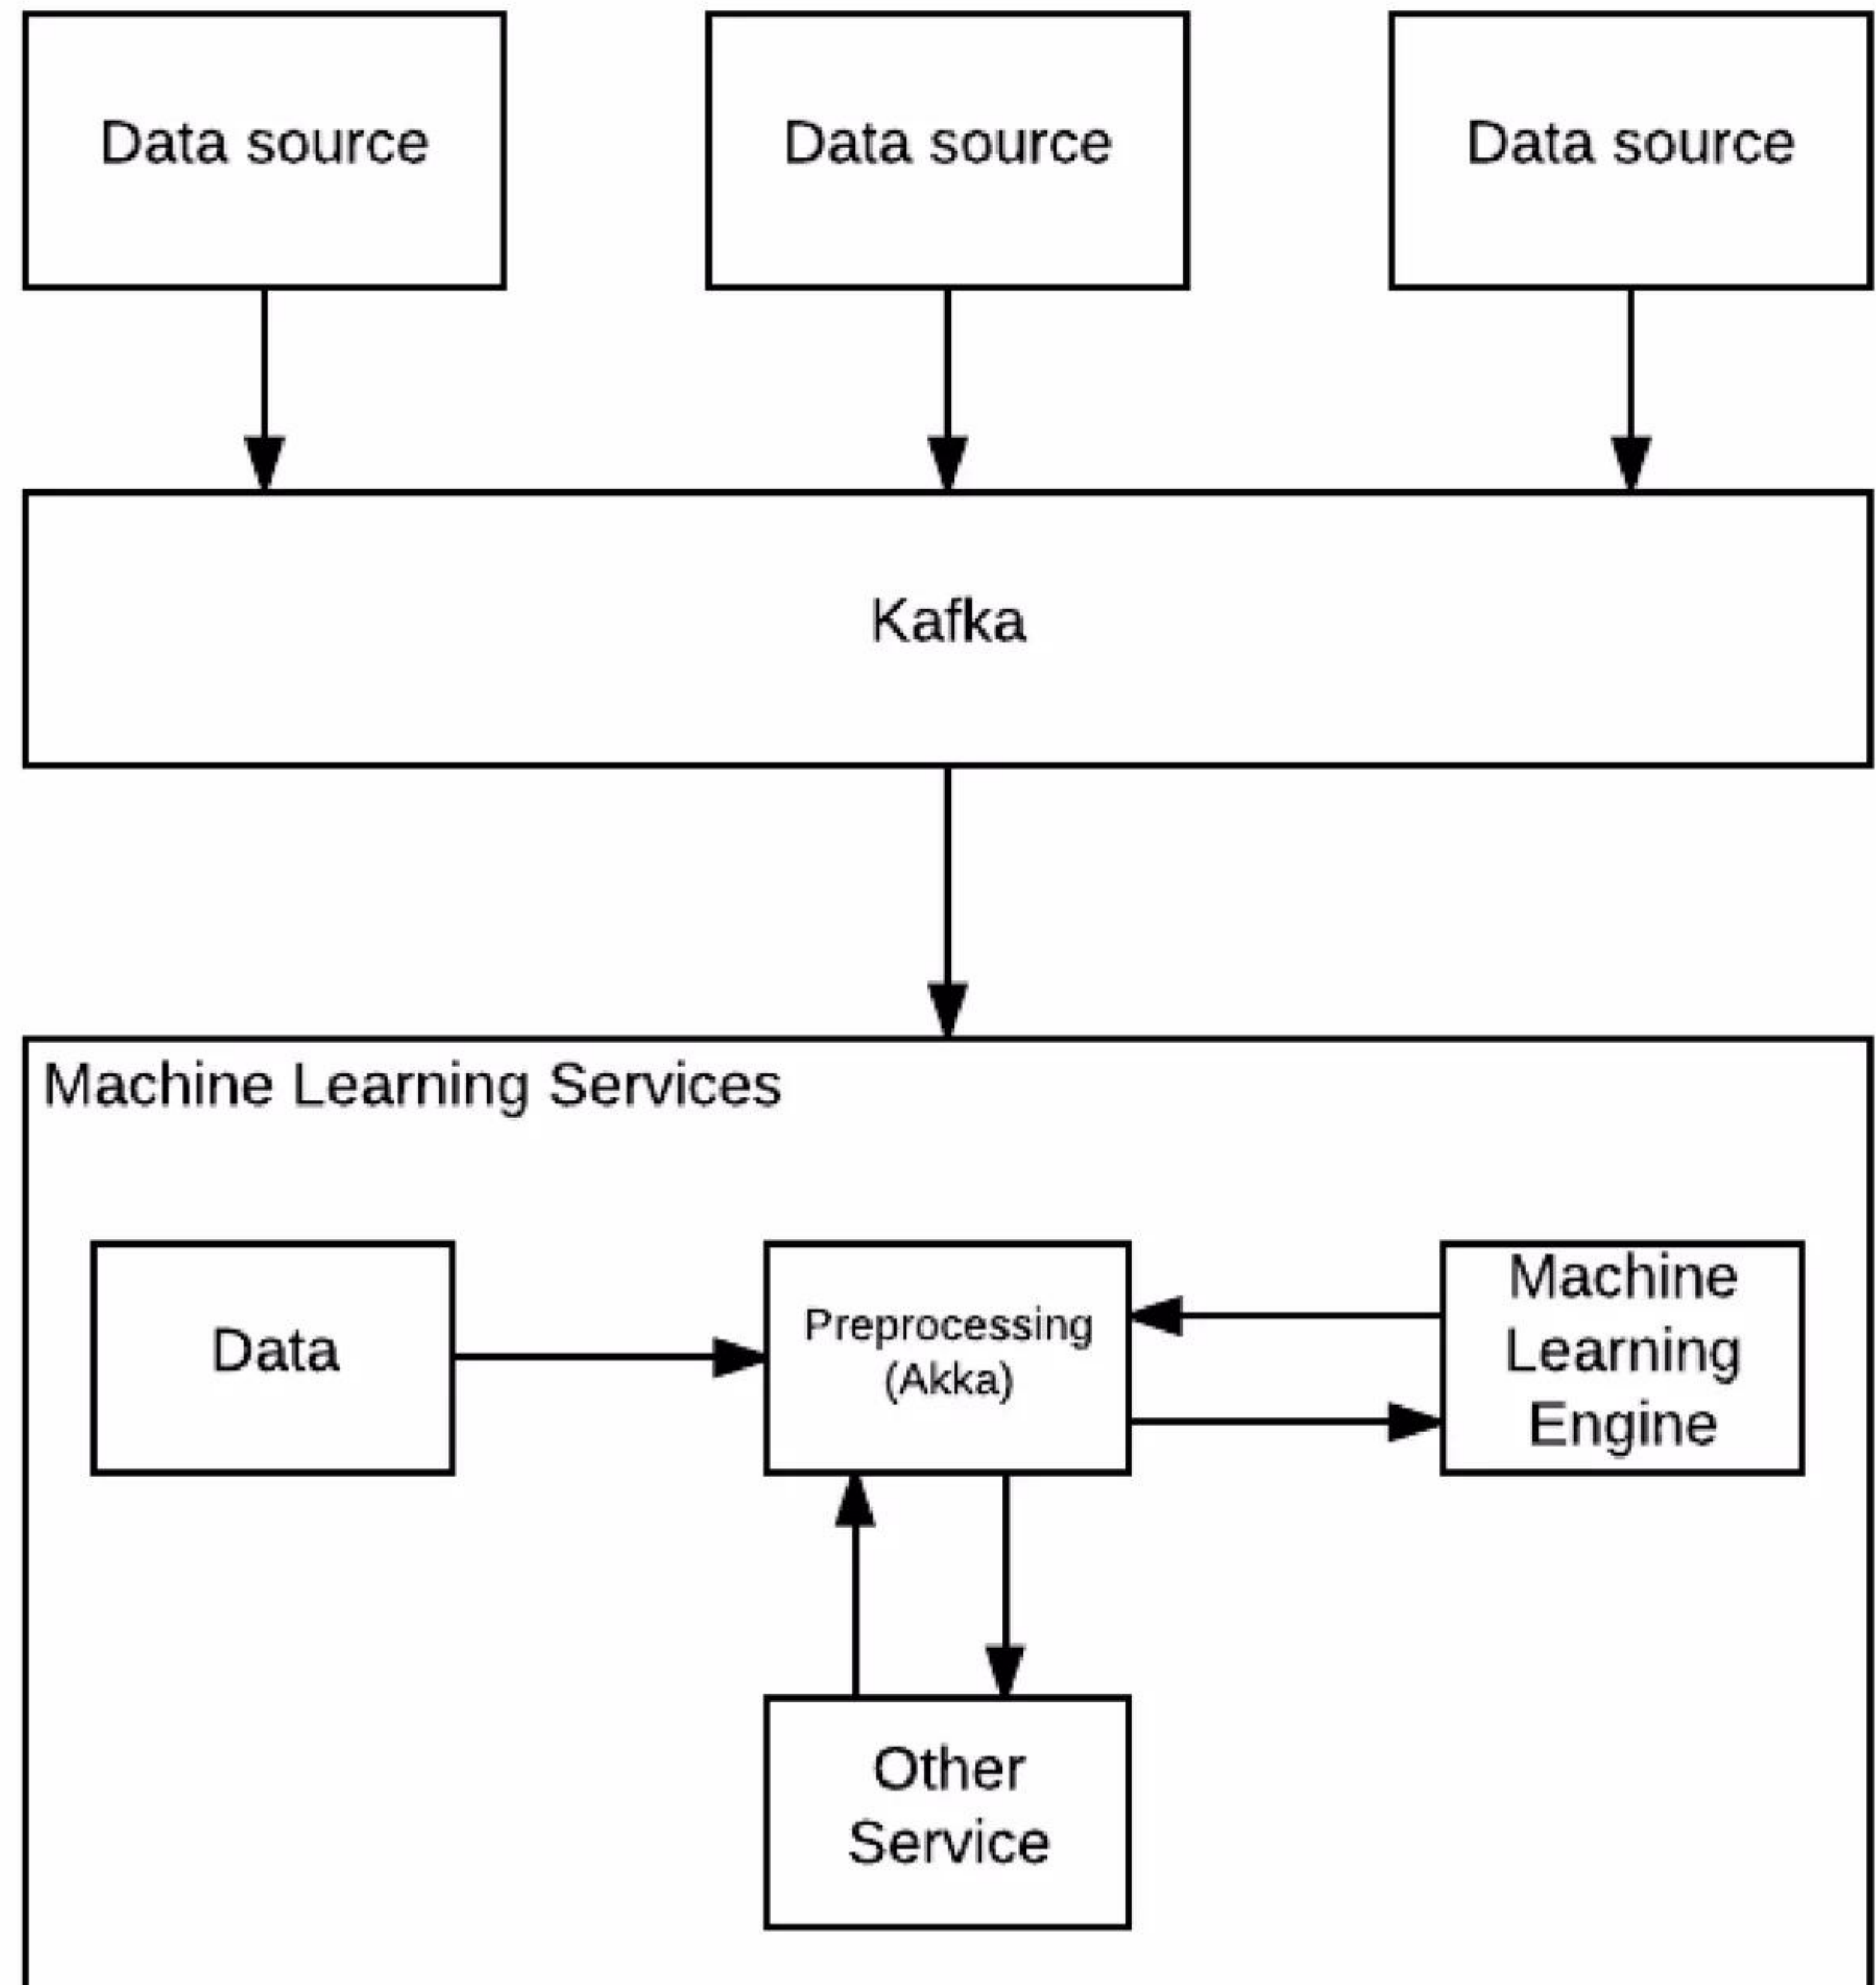 Data source
Data source
Data source
Kafka
Machine Learning Services
Data
Preprocessing
(Akka)
Machine
Learning
Engine
Other
Service